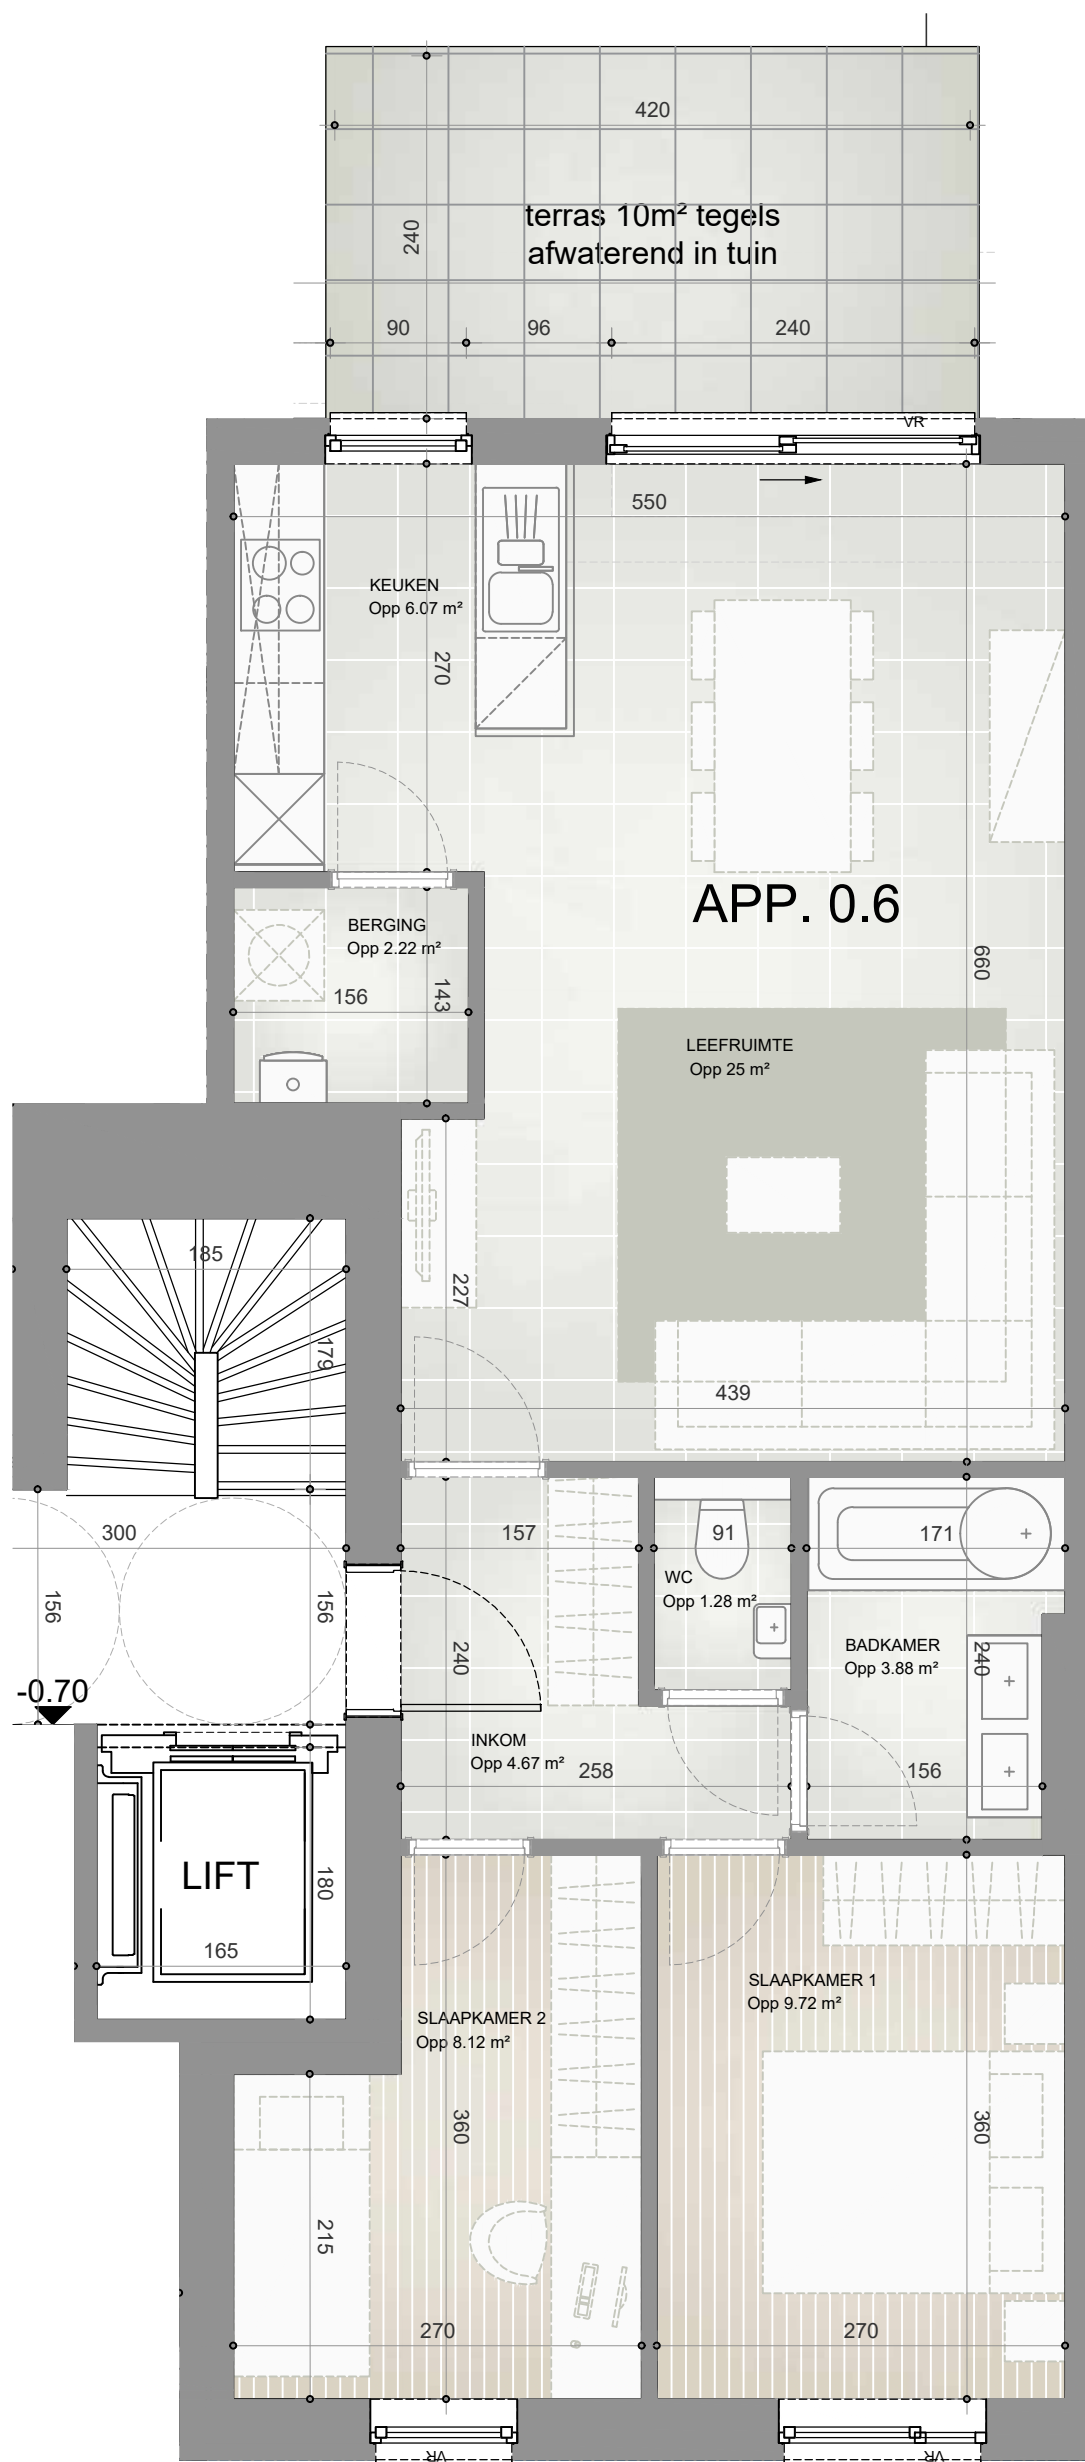 420
terras 10m² tegels
afwaterend in tuin
240
90
96
240
VR
550
KEUKEN
Opp 6.07 m²
270
APP. 0.6
BERGING
Opp 2.22 m²
156
143
660
LEEFRUIMTE
Opp 25 m²
185
179
227
439
300
157
91
171
WC
Opp 1.28 m²
156
156
240
BADKAMER
Opp 3.88 m²
240
-0.70
INKOM
Opp 4.67 m²
258
156
LIFT
180
165
SLAAPKAMER 1
Opp 9.72 m²
SLAAPKAMER 2
Opp 8.12 m²
360
360
215
270
270
VR
VR